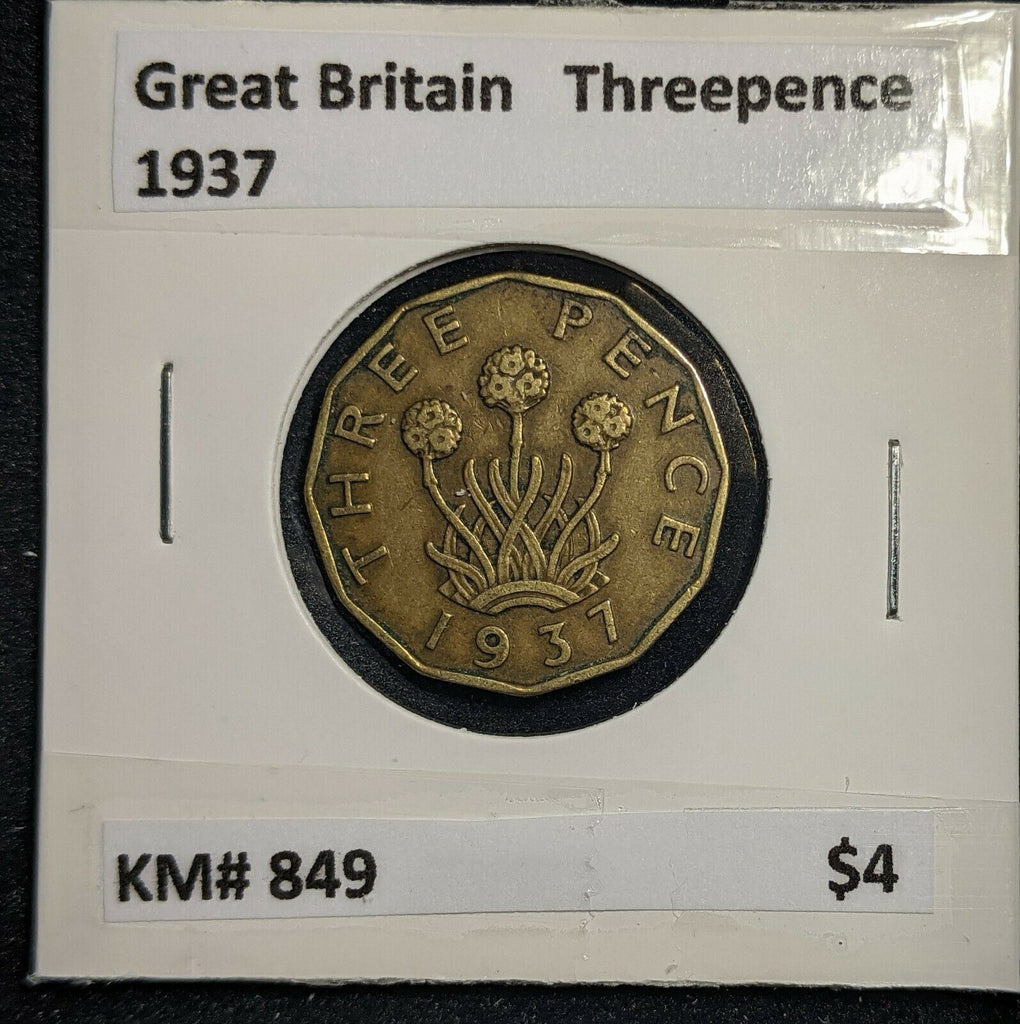 Great Britain Threepence
1937
THREE PENCE
1937
KM# 849 $4